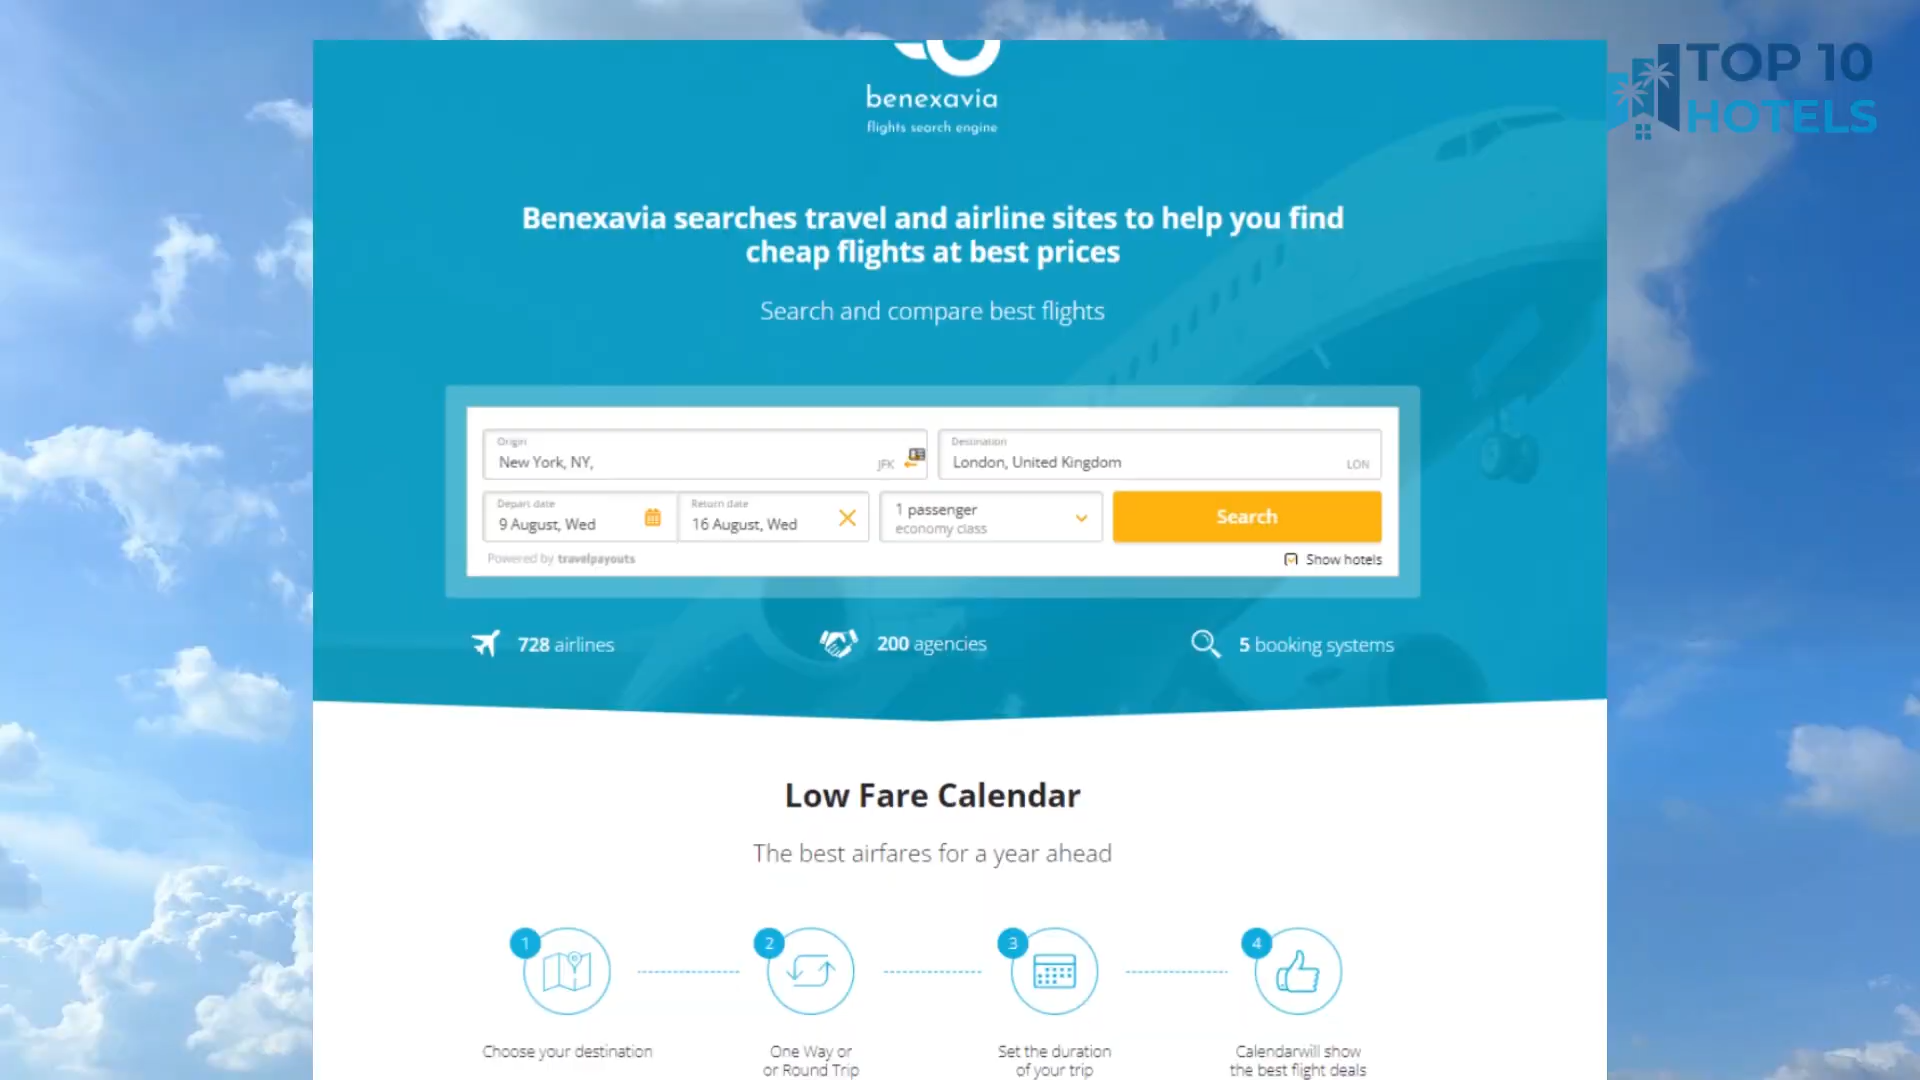 TOP 10
HOTELS
benexavia
flights search engine
Benexavia searches travel and airline sites to help you find
cheap flights at best prices
Search and compare best flights
Origin
New York, NY,
JFK
Destination
London, United Kingdom
LON
Depart date
9 August, Wed
Return date
16 August, Wed
1 passenger
economy class
Search
Powered by travelpayouts
Show hotels
728 airlines
200 agencies
5 booking systems
Low Fare Calendar
The best airfares for a year ahead
1
2
3
4
Choose your destination
One Way or
or Round Trip
Set the duration
of your trip
Calendarwill show
the best flight deals